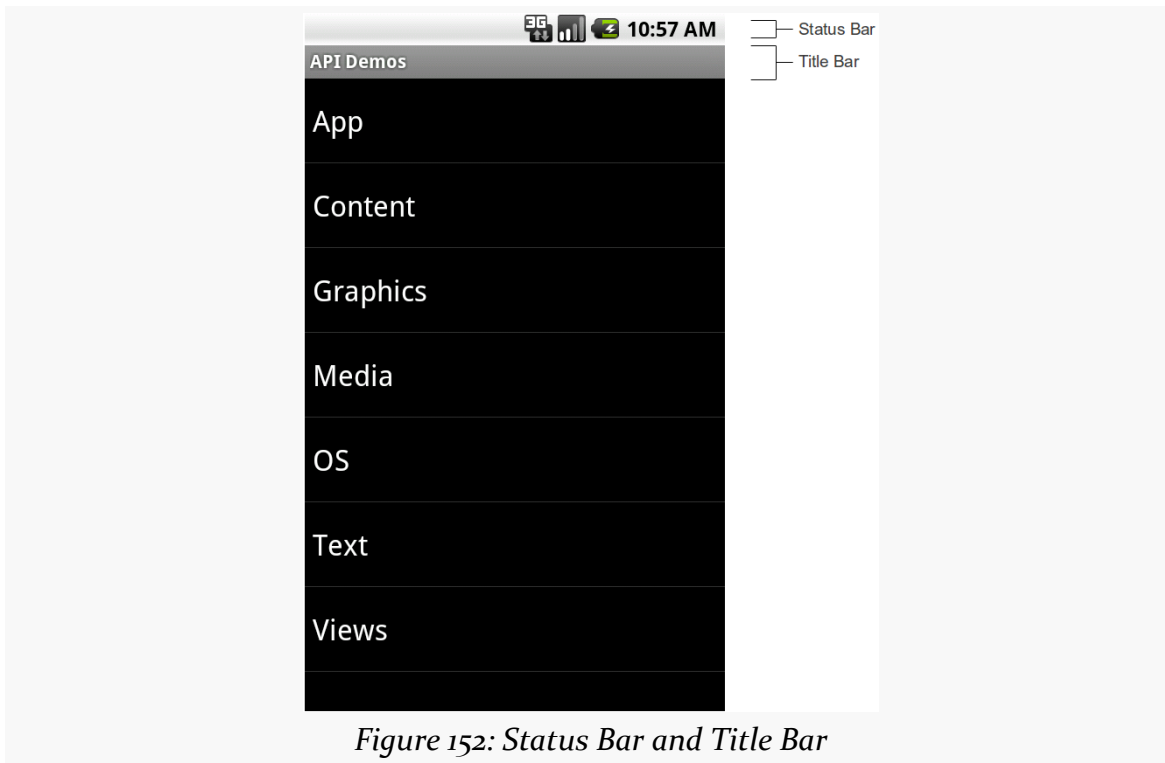 3G 10:57 AM
Status Bar
API Demos
Title Bar
App
Content
Graphics
Media
OS
Text
Views
Figure 152: Status Bar and Title Bar